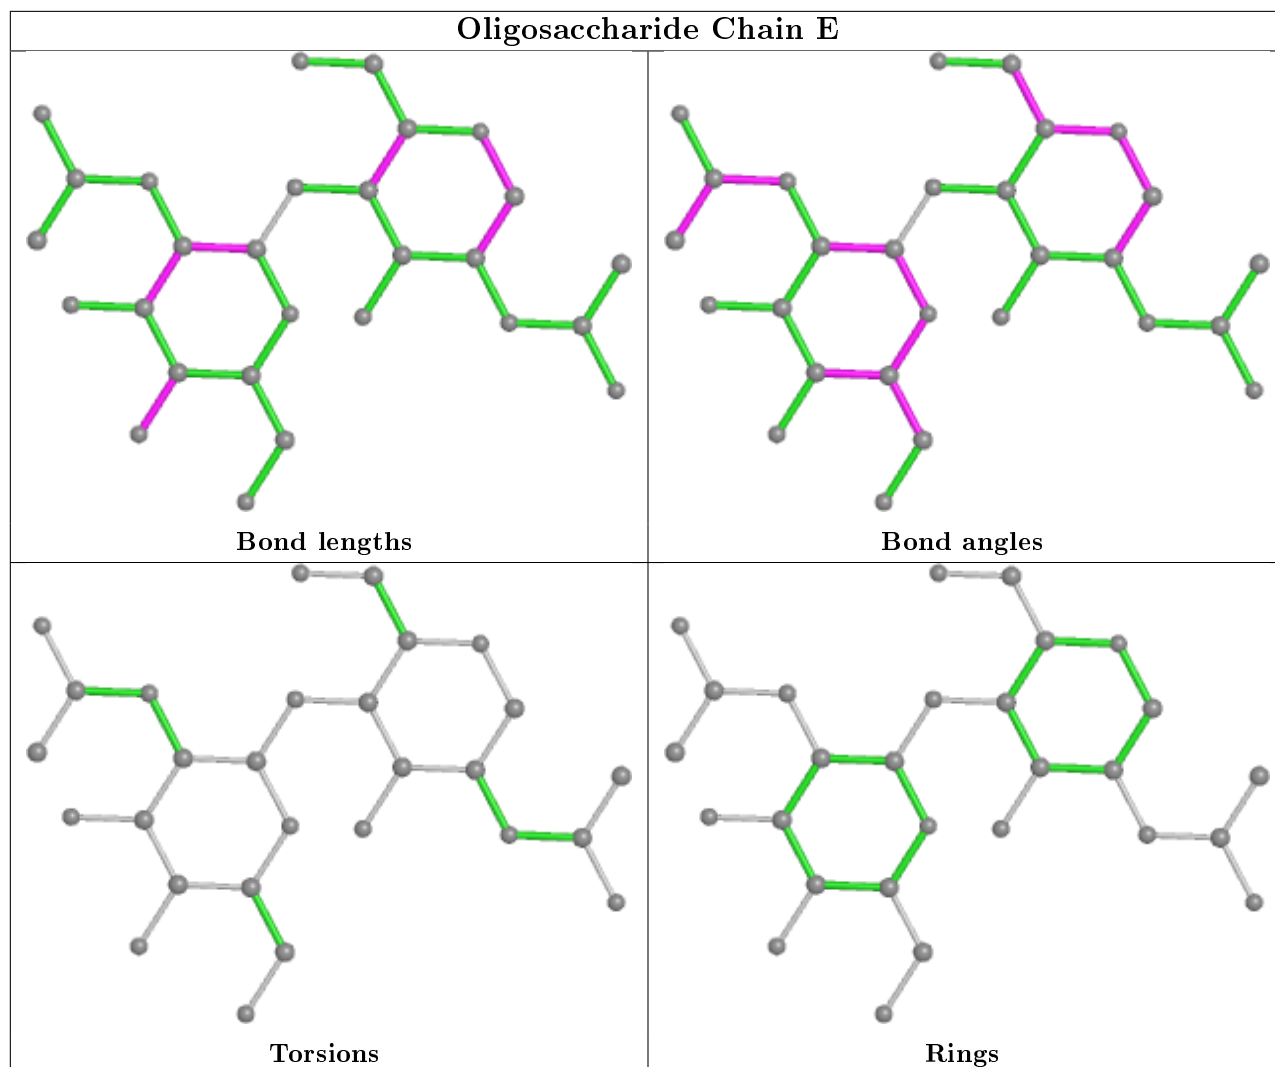 Oligosaccharide Chain E
Bond lengths
Bond angles
Torsions
Rings